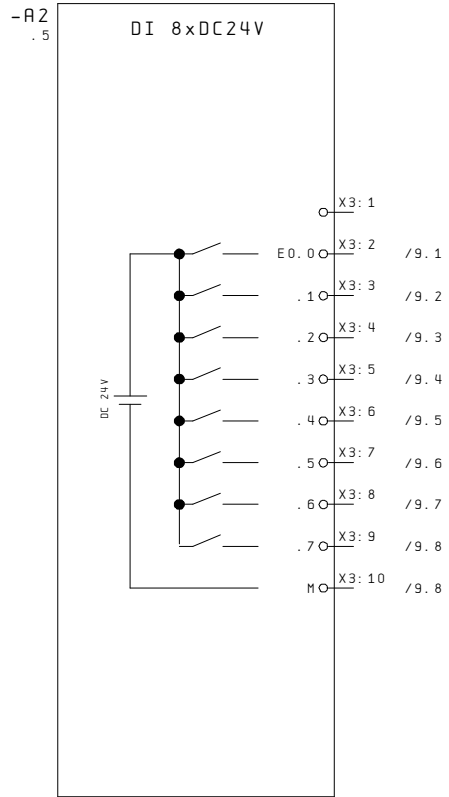 -A2
.5
DI 8xDC24V
X3:1
E0.0 X3:2 /9.1
.1 X3:3 /9.2
.2 X3:4 /9.3
.3 X3:5 /9.4
.4 X3:6 /9.5
.5 X3:7 /9.6
.6 X3:8 /9.7
.7 X3:9 /9.8
M X3:10 /9.8
DC 24V